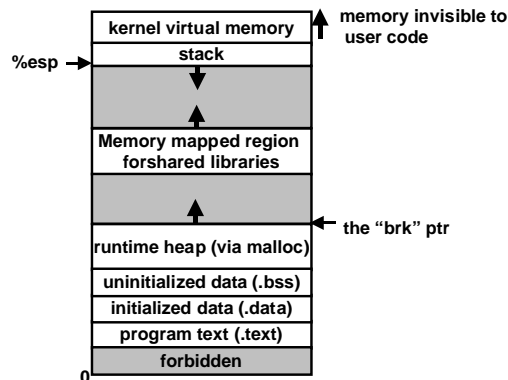 kernel virtual memory
memory invisible to
user code
%esp
stack
Memory mapped region
forshared libraries
the “brk” ptr
runtime heap (via malloc)
uninitialized data (.bss)
initialized data (.data)
program text (.text)
forbidden
0